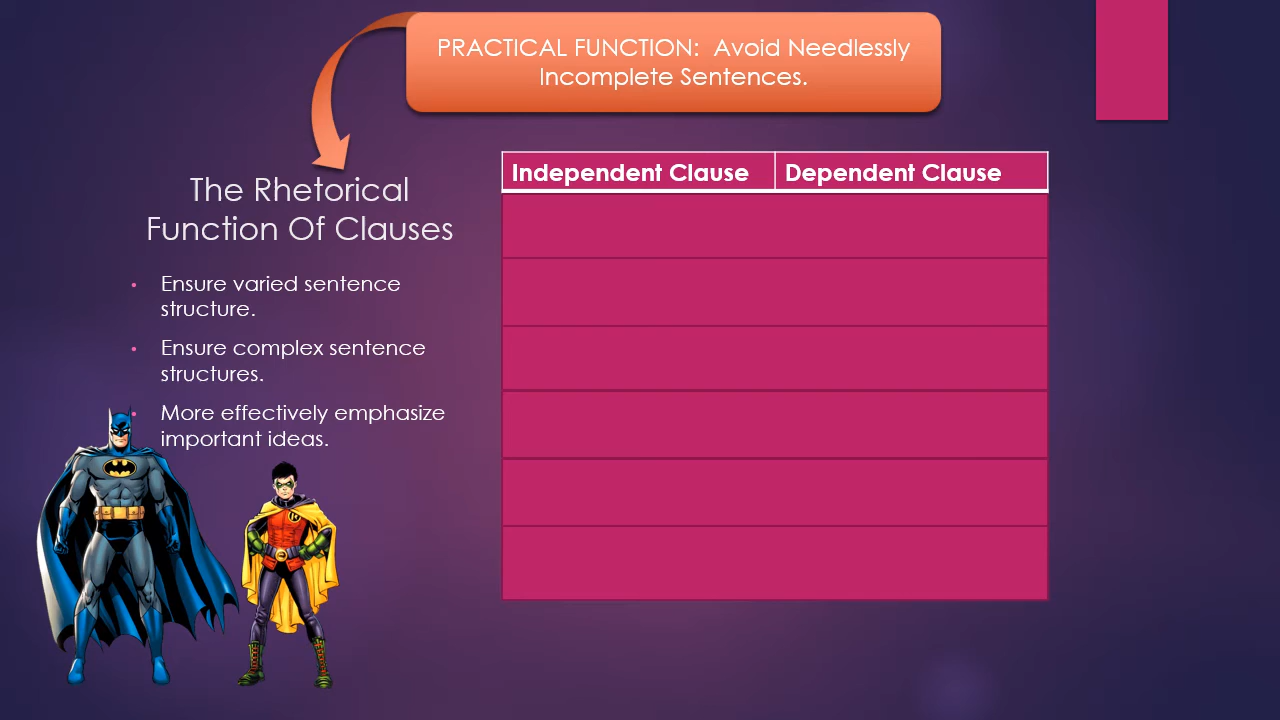 PRACTICAL FUNCTION:  Avoid Needlessly
Incomplete Sentences.
The Rhetorical
Function Of Clauses
• Ensure varied sentence
structure.
• Ensure complex sentence
structures.
• More effectively emphasize
important ideas.
Independent Clause
Dependent Clause